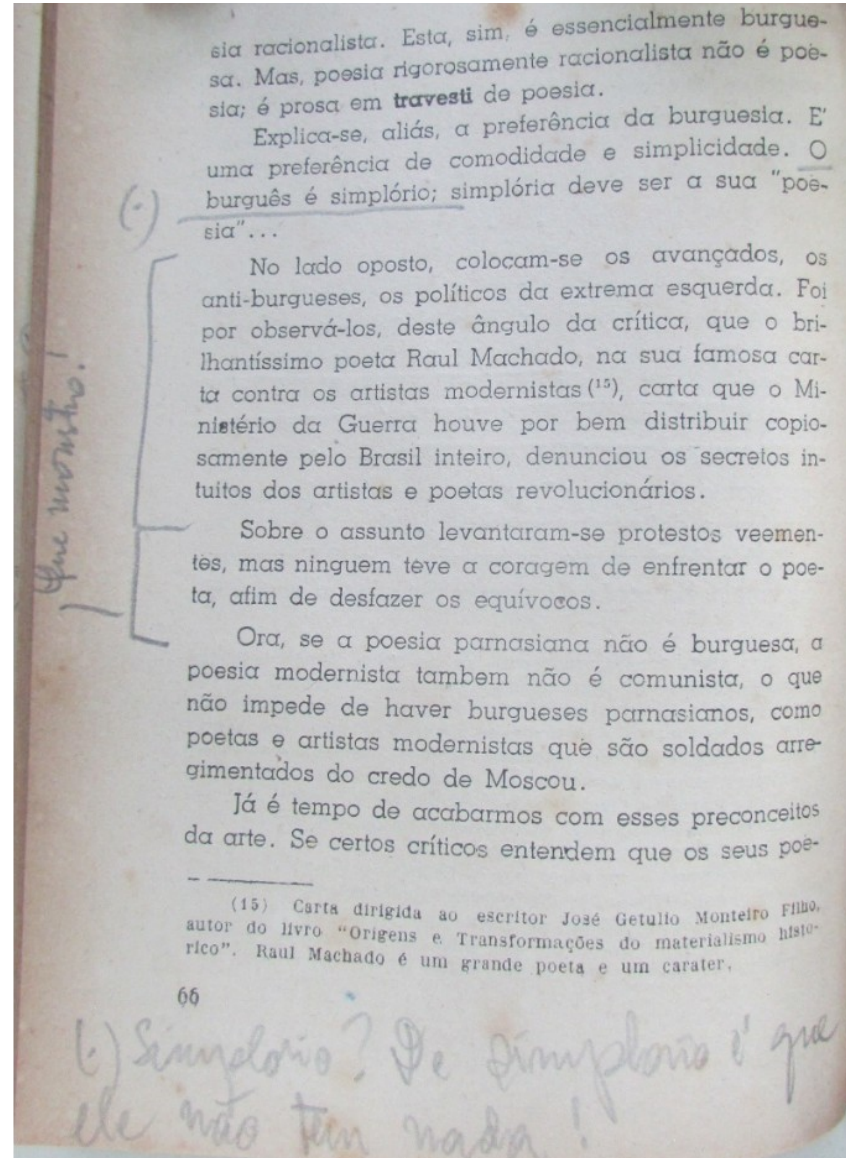 sia racionalista. Esta, sim, é essencialmente burgue-
sa. Mas, poesia rigorosamente racionalista não é poe-
sia; é prosa em travesti de poesia.
Explica-se, aliás, a preferência da burguesia. E'
uma preferência de comodidade e simplicidade. O
burguês é simplório; simplória deve ser a sua "poe-
(·)
sia"...
No lado oposto, colocam-se os avançados, os
anti-burgueses, os políticos da extrema esquerda. Foi
por observá-los, deste ângulo da crítica, que o bri-
lhantíssimo poeta Raul Machado, na sua famosa car-
ta contra os artistas modernistas (15), carta que o Mi-
nistério da Guerra houve por bem distribuir copio-
samente pelo Brasil inteiro, denunciou os secretos in-
tuitos dos artistas e poetas revolucionários.
Que monstro!
Sobre o assunto levantaram-se protestos veemen-
tes, mas ninguem teve a coragem de enfrentar o poe-
ta, afim de desfazer os equívocos.
Ora, se a poesia parnasiana não é burguesa, a
poesia modernista tambem não é comunista, o que
não impede de haver burgueses parnasianos, como
poetas e artistas modernistas que são soldados arre-
gimentados do credo de Moscou.
Já é tempo de acabarmos com esses preconceitos
da arte. Se certos críticos entendem que os seus poe-
(15) Carta dirigida ao escritor José Getulio Monteiro Filho,
autor do livro "Origens e Transformações do materialismo histo-
rico". Raul Machado é um grande poeta e um carater.
66
(·) Simplorio? De simplorio é que
ele não tem nada!